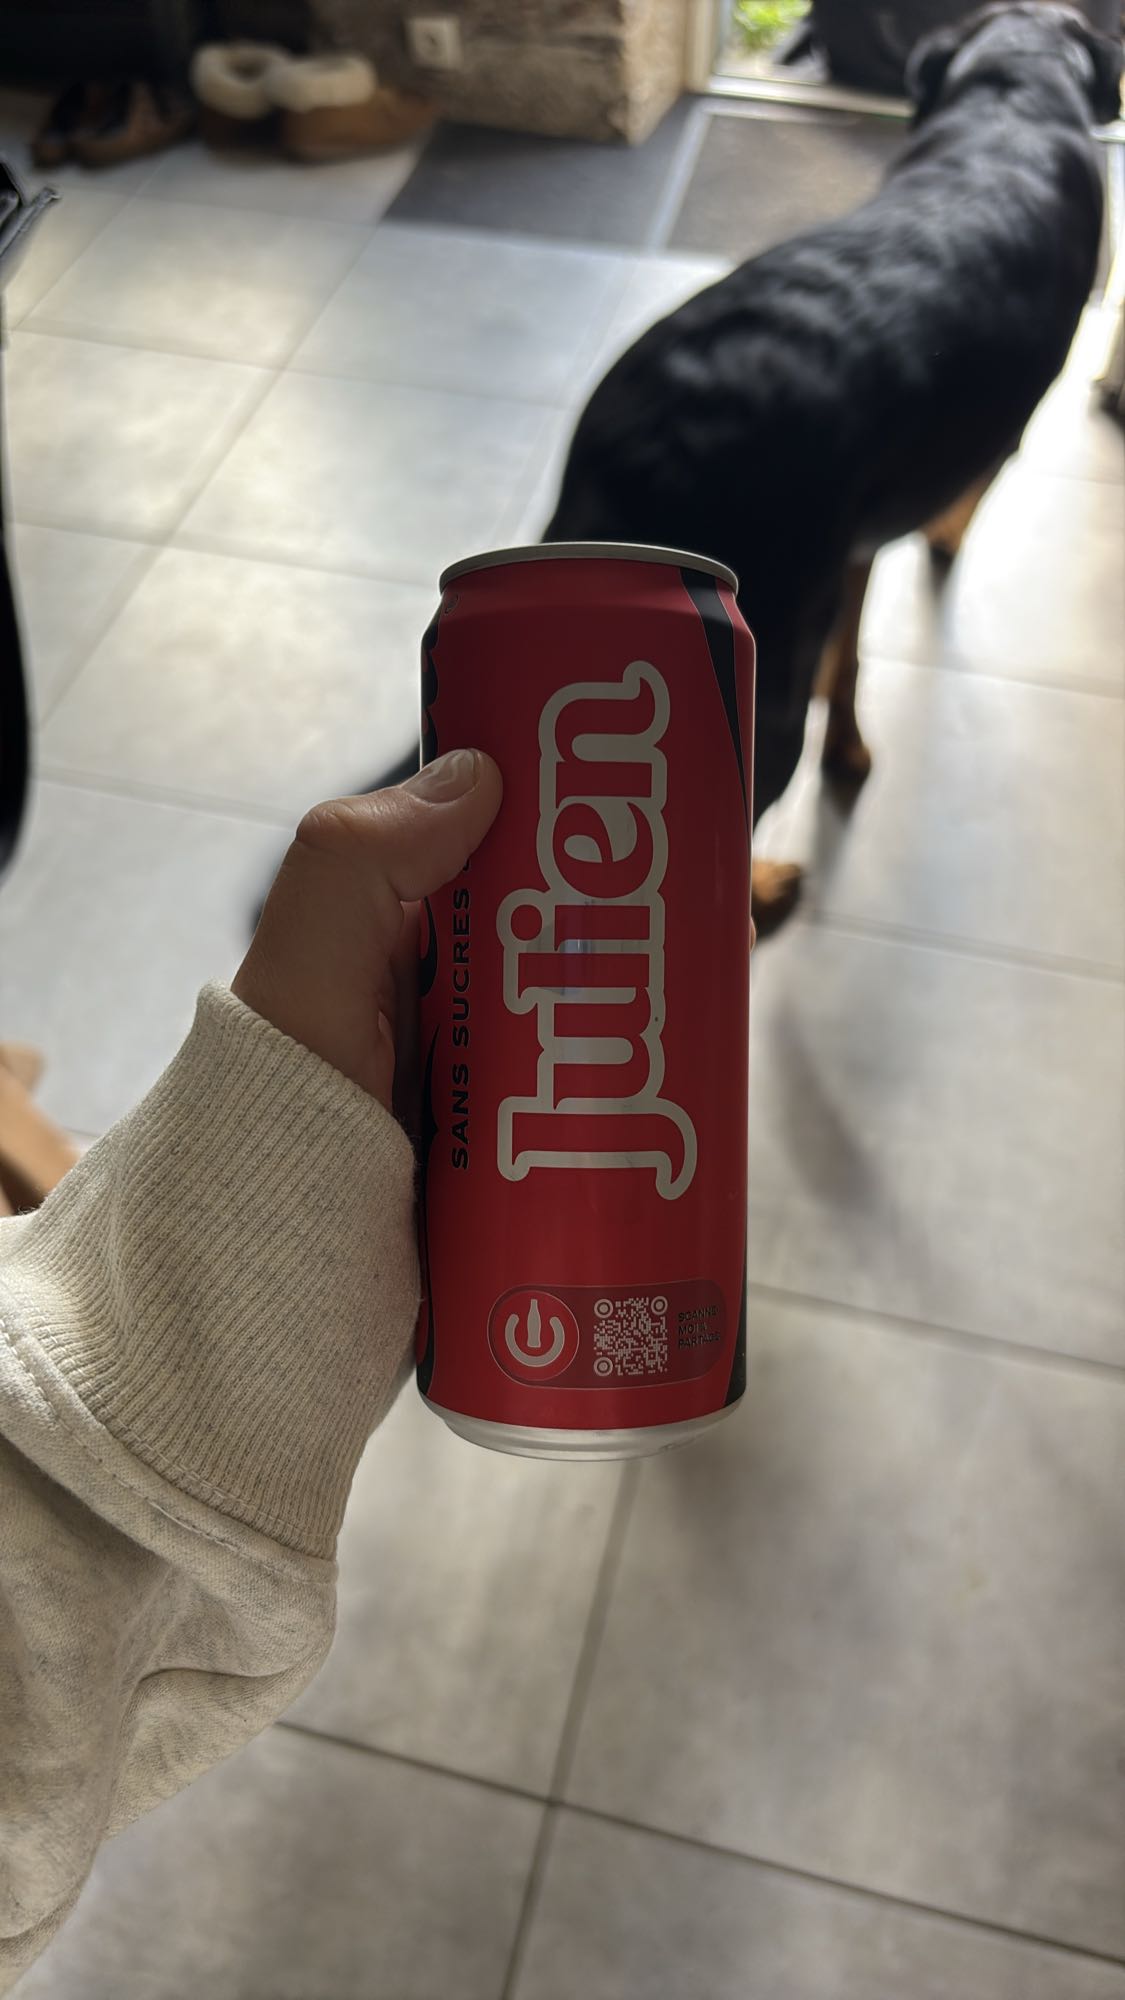 SANS SUCRES
Julien
SCANNE
MOI &
PARTAGE